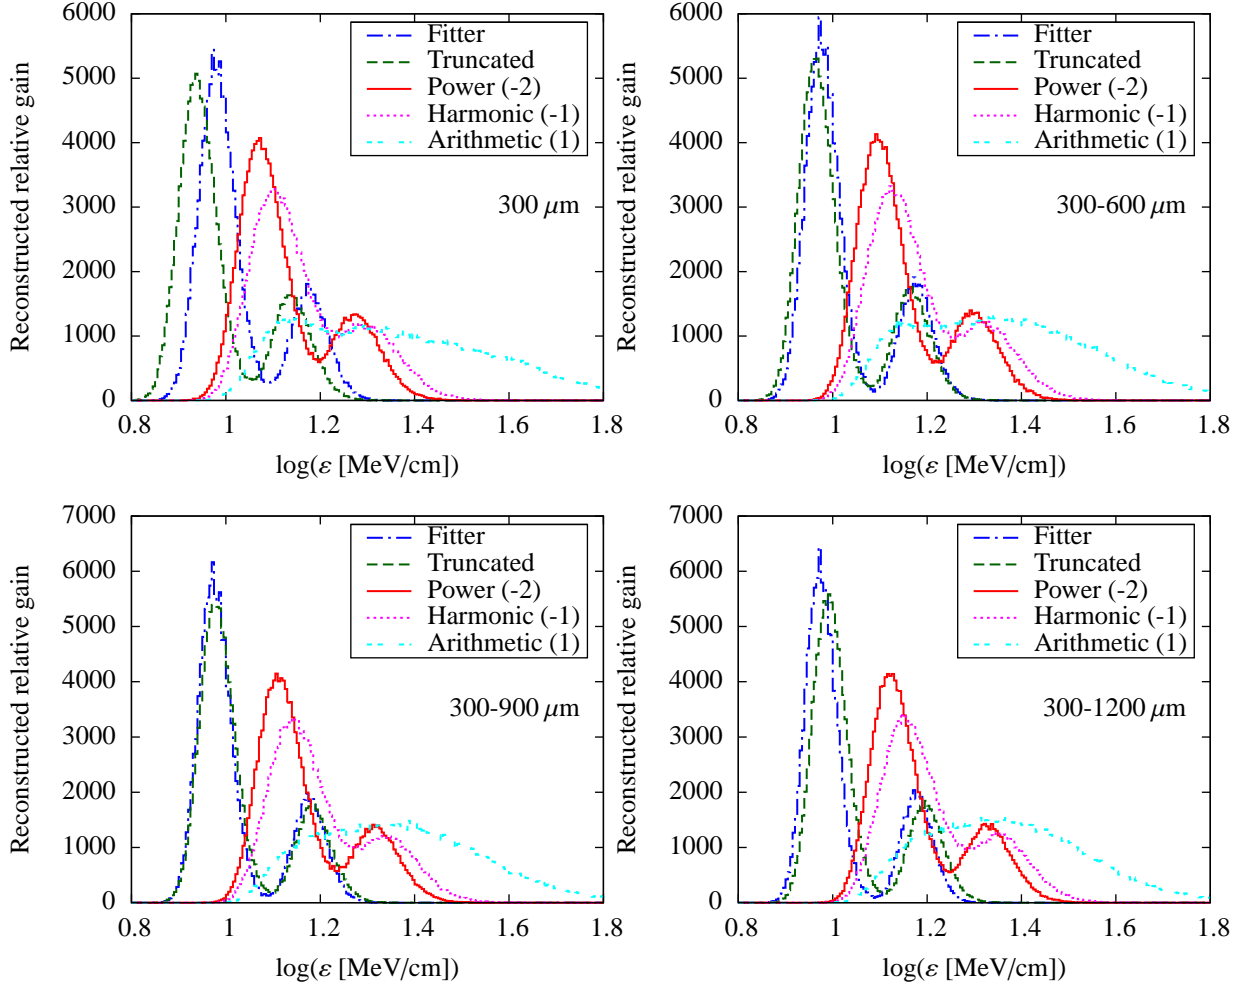 Reconstructed relative gain
6000
5000
4000
3000
2000
1000
0
0.8 1 1.2 1.4 1.6 1.8
log(ε [MeV/cm])
Fitter
Truncated
Power (-2)
Harmonic (-1)
Arithmetic (1)
300 μm
Reconstructed relative gain
6000
5000
4000
3000
2000
1000
0
0.8 1 1.2 1.4 1.6 1.8
log(ε [MeV/cm])
Fitter
Truncated
Power (-2)
Harmonic (-1)
Arithmetic (1)
300-600 μm
Reconstructed relative gain
7000
6000
5000
4000
3000
2000
1000
0
0.8 1 1.2 1.4 1.6 1.8
log(ε [MeV/cm])
Fitter
Truncated
Power (-2)
Harmonic (-1)
Arithmetic (1)
300-900 μm
Reconstructed relative gain
7000
6000
5000
4000
3000
2000
1000
0
0.8 1 1.2 1.4 1.6 1.8
log(ε [MeV/cm])
Fitter
Truncated
Power (-2)
Harmonic (-1)
Arithmetic (1)
300-1200 μm